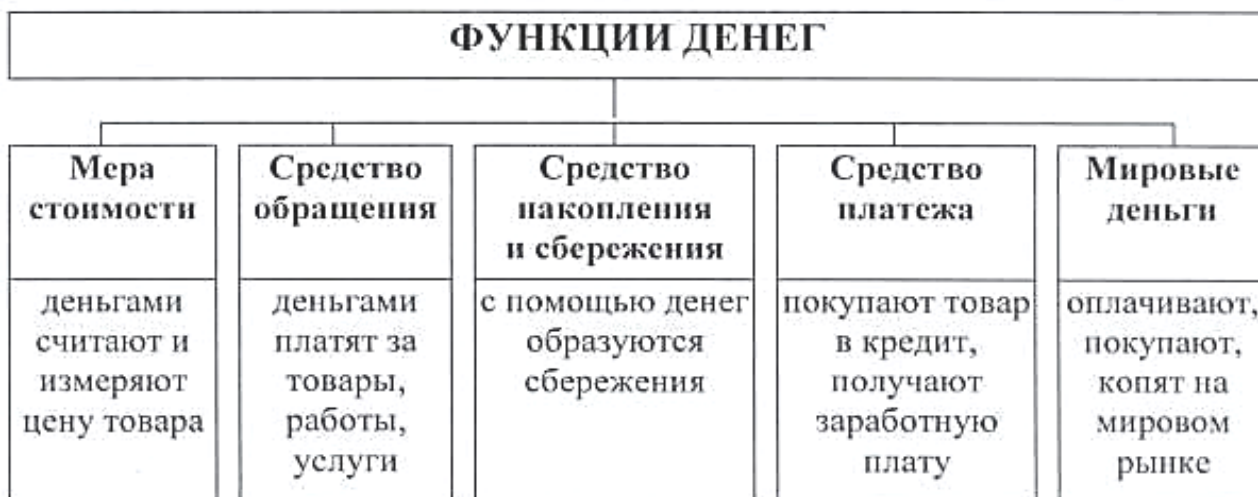 ФУНКЦИИ ДЕНЕГ
Мера
стоимости
деньгами
считают и
измеряют
цену товара
Средство
обращения
деньгами
платят за
товары,
работы,
услуги
Средство
накопления
и сбережения
с помощью денег
образуются
сбережения
Средство
платежа
покупают товар
в кредит,
получают
заработную
плату
Мировые
деньги
оплачивают,
покупают,
копят на
мировом
рынке